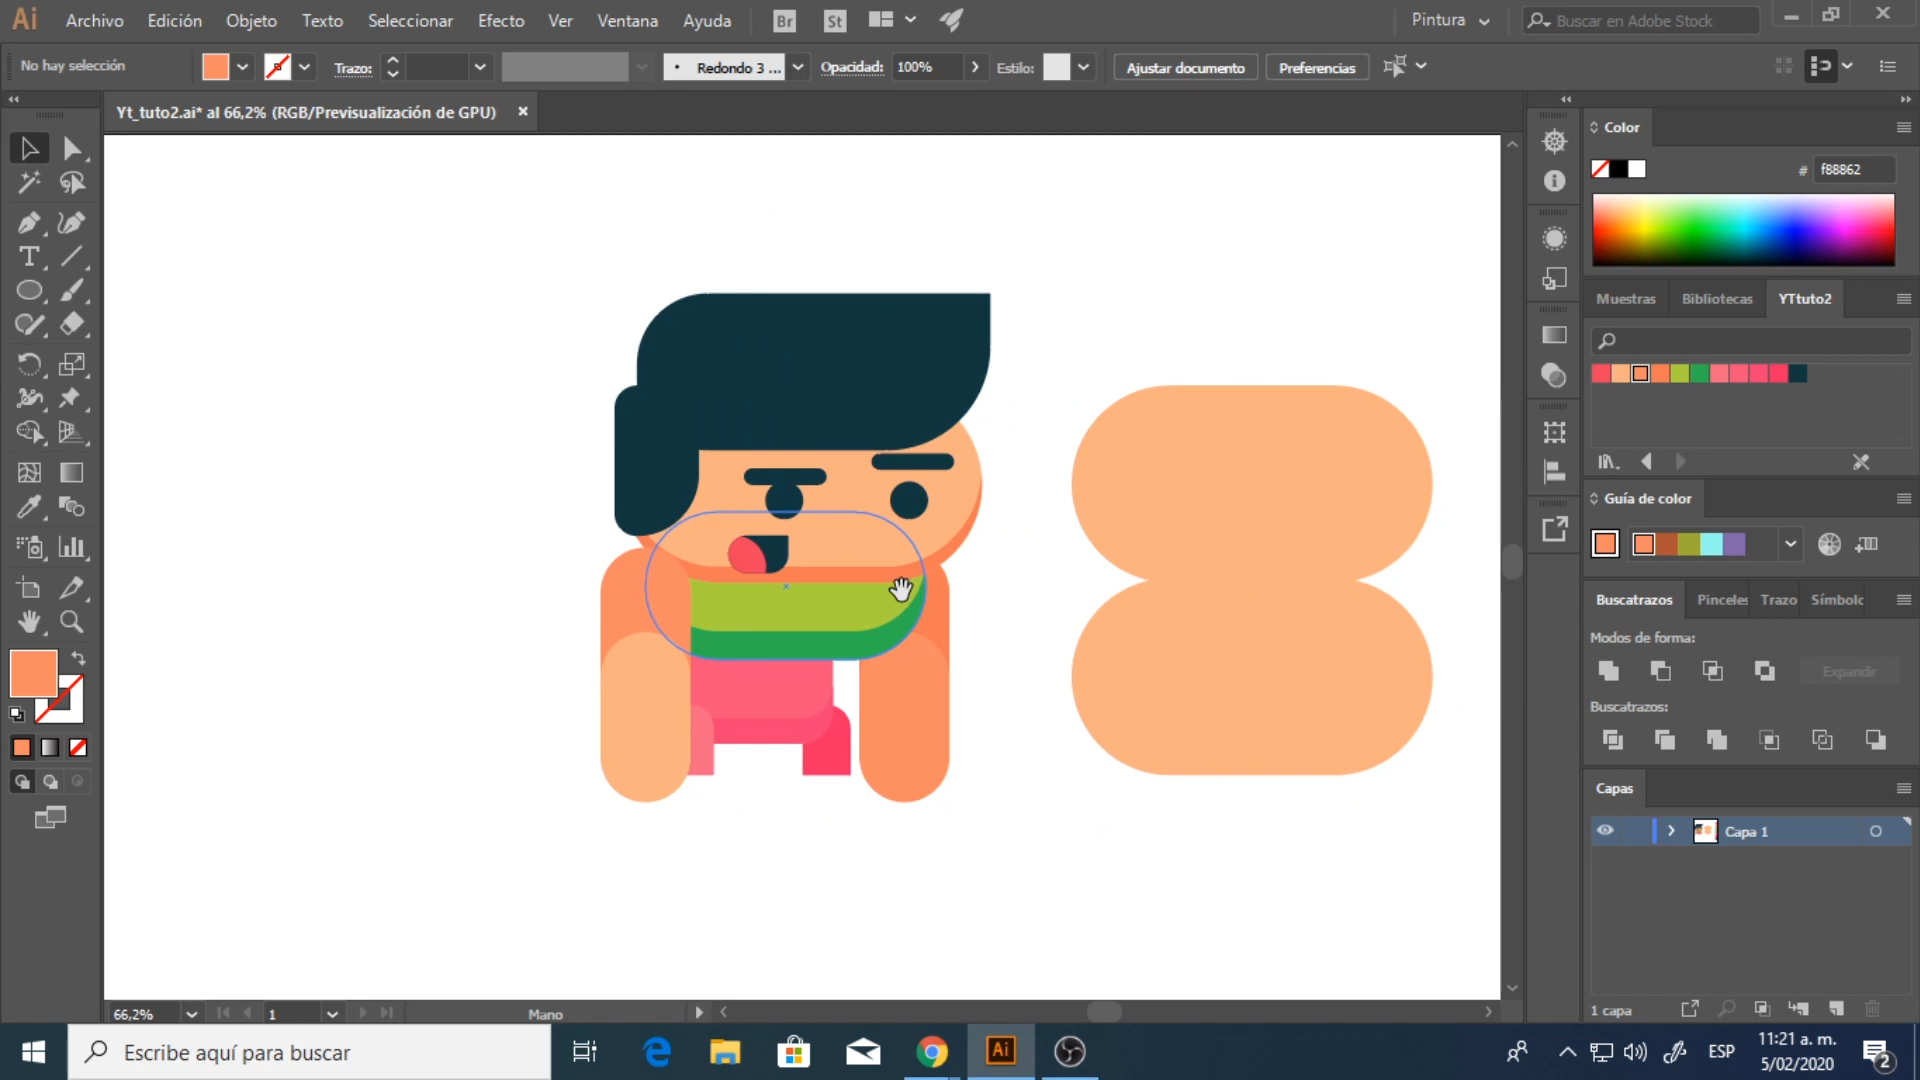 Ai Archivo Edición Objeto Texto Seleccionar Efecto Ver Ventana Ayuda Br St Pintura Buscar en Adobe Stock
No hay selección Trazo: Redondo 3 ... Opacidad: 100% Estilo: Ajustar documento Preferencias
Yt_tuto2.ai* al 66,2% (RGB/Previsualización de GPU)
Color
# f88862
Muestras Bibliotecas YTtuto2
Guía de color
Buscatrazos Pinceles Trazo Símbolc
Modos de forma:
Expandir
Buscatrazos:
Capas
Capa 1
66,2% 1 Mano 1 capa
Escribe aquí para buscar Ai ESP 11:21 a. m.
5/02/2020 2